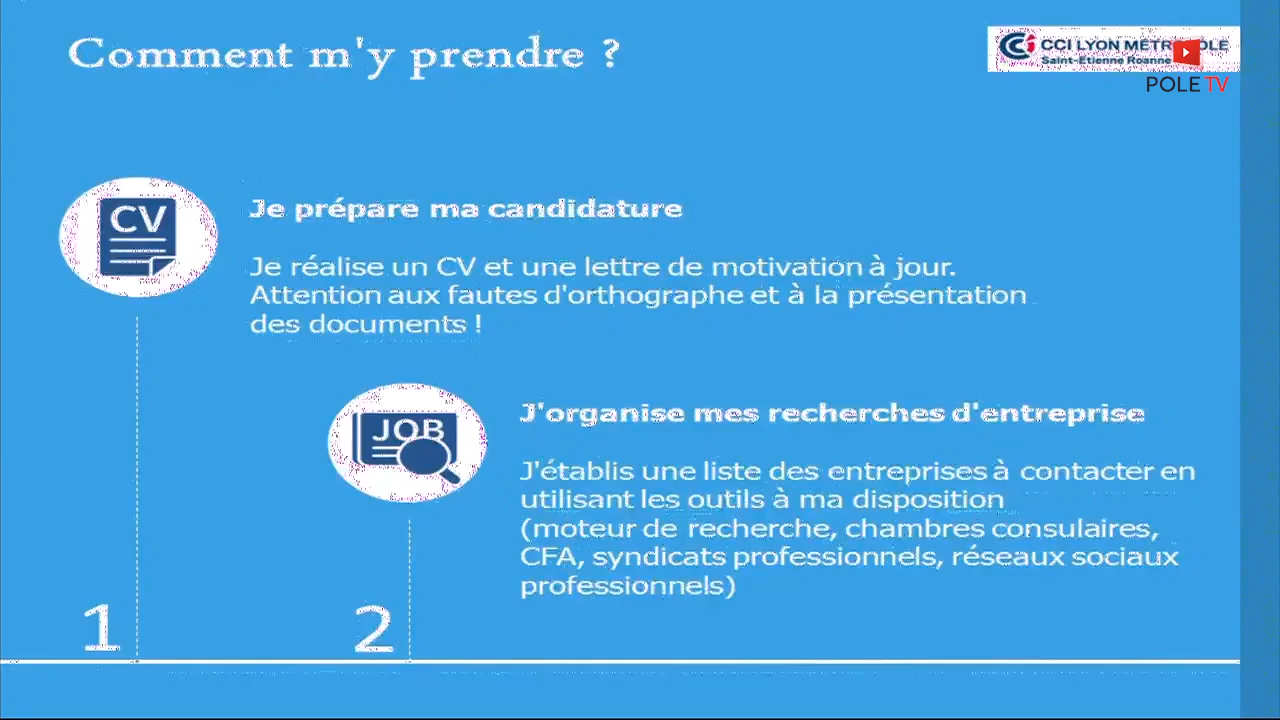 Comment m'y prendre ?
CCI LYON MÉTROPOLE
Saint-Etienne Roanne
POLE TV
CV
Je prépare ma candidature
Je réalise un CV et une lettre de motivation à jour.
Attention aux fautes d'orthographe et à la présentation
des documents !
JOB
J'organise mes recherches d'entreprise
J'établis une liste des entreprises à contacter en
utilisant les outils à ma disposition
(moteur de recherche, chambres consulaires,
CFA, syndicats professionnels, réseaux sociaux
professionnels)
1
2